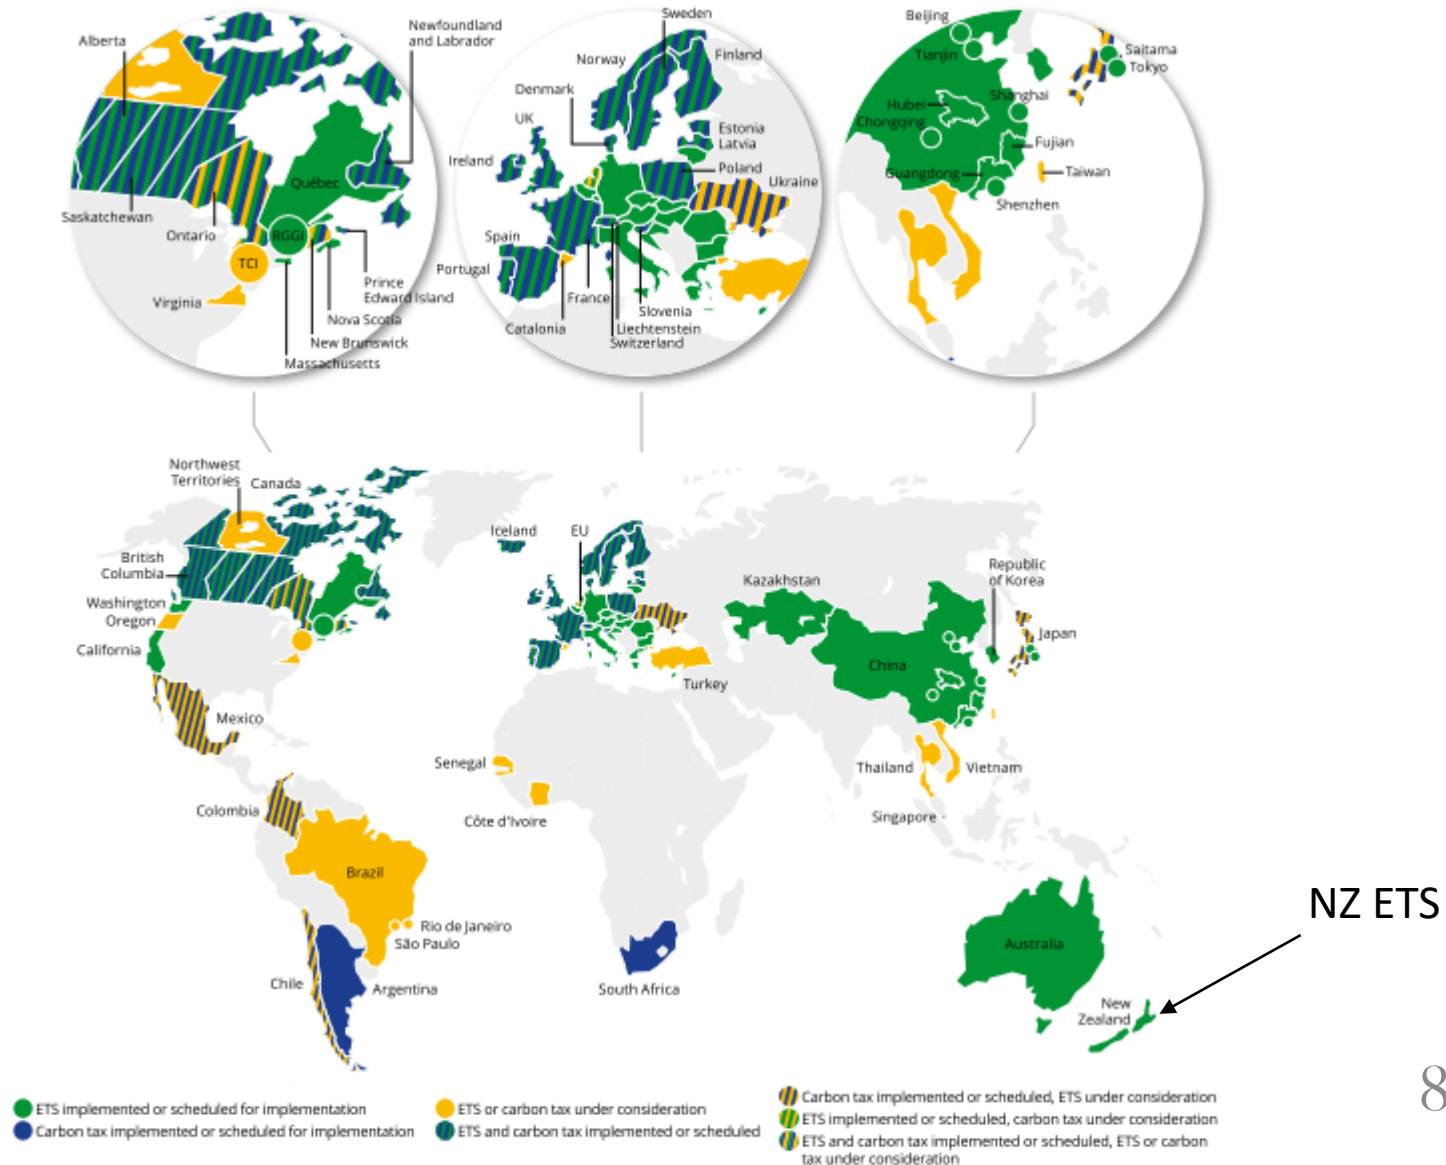 Alberta
Newfoundland
and Labrador
Québec
Saskatchewan
Ontario
RGGI
TCI
Virginia
Prince
Edward Island
Nova Scotia
New Brunswick
Massachusetts
Sweden
Norway
Finland
Denmark
UK
Estonia
Latvia
Ireland
Poland
Ukraine
Spain
Portugal
France
Slovenia
Catalonia
Liechtenstein
Switzerland
Beijing
Tianjin
Saitama
Tokyo
Shanghai
Hubei
Chongqing
Fujian
Guangdong
Taiwan
Shenzhen
Northwest
Territories
Canada
British
Columbia
Washington
Oregon
California
Mexico
Iceland
EU
Kazakhstan
Republic
of Korea
Japan
China
Turkey
Senegal
Côte d'Ivoire
Thailand
Vietnam
Singapore
Colombia
Brazil
Rio de Janeiro
São Paulo
Chile
Argentina
South Africa
Australia
New
Zealand
NZ ETS
ETS implemented or scheduled for implementation
Carbon tax implemented or scheduled for implementation
ETS or carbon tax under consideration
ETS and carbon tax implemented or scheduled
Carbon tax implemented or scheduled, ETS under consideration
ETS implemented or scheduled, carbon tax under consideration
ETS and carbon tax implemented or scheduled, ETS or carbon
tax under consideration
8